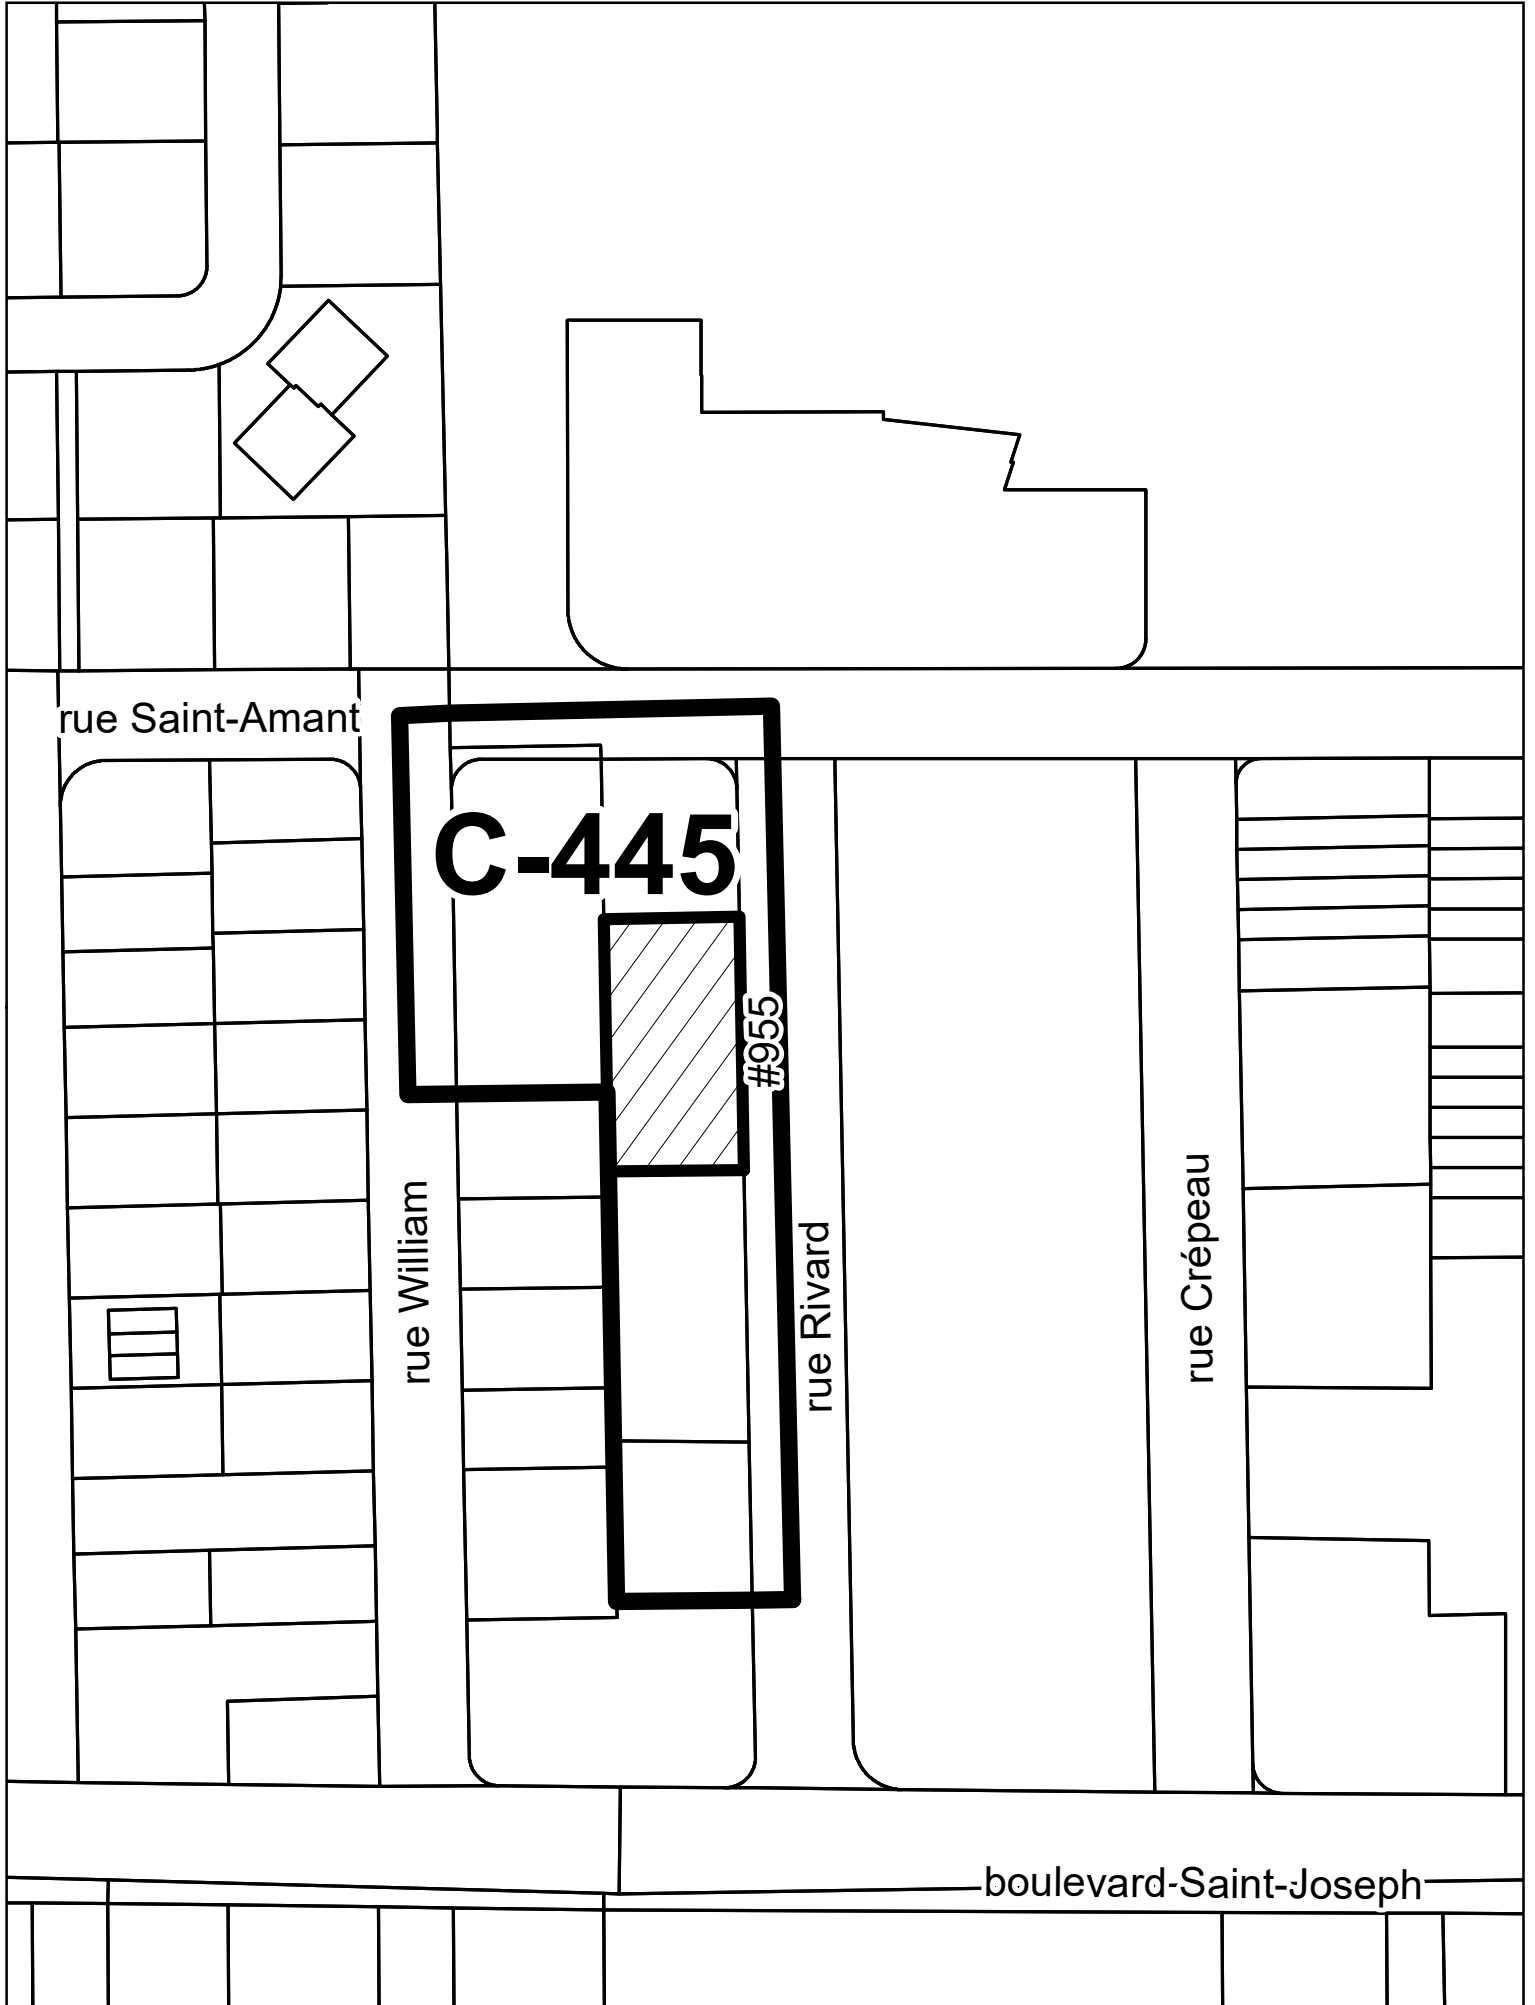 rue Saint-Amant
C-445
#955
rue William
rue Rivard
rue Crépeau
boulevard Saint-Joseph